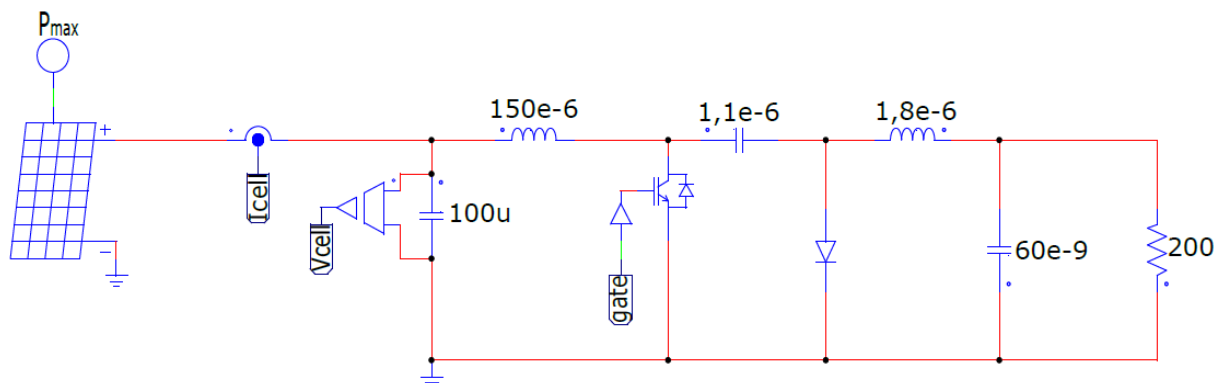 Pmax
150e-6
1,1e-6
1,8e-6
+
Icell
Vcell
100u
gate
60e-9
200
−